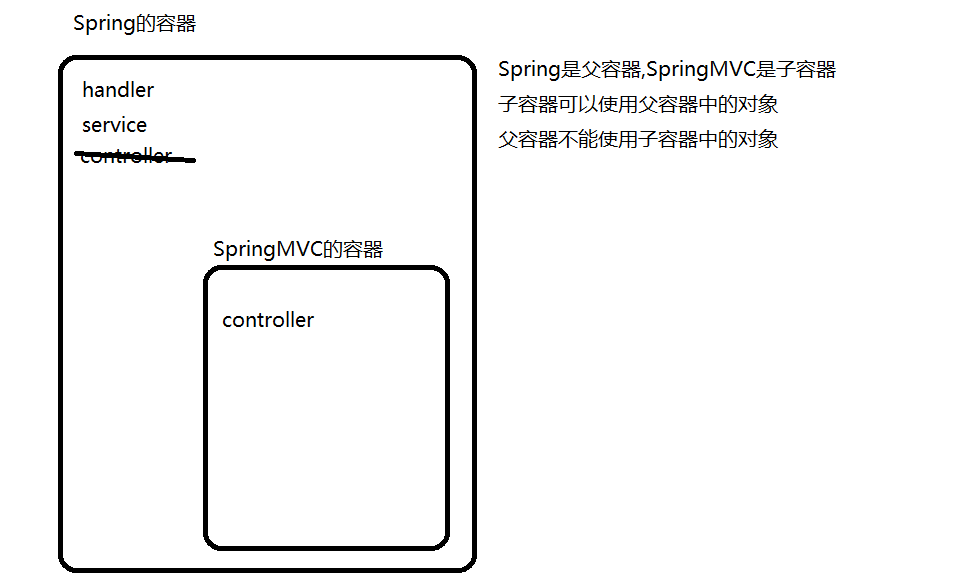 Spring的容器
Spring是父容器,SpringMVC是子容器
子容器可以使用父容器中的对象
父容器不能使用子容器中的对象
handler
service
controller
SpringMVC的容器
controller